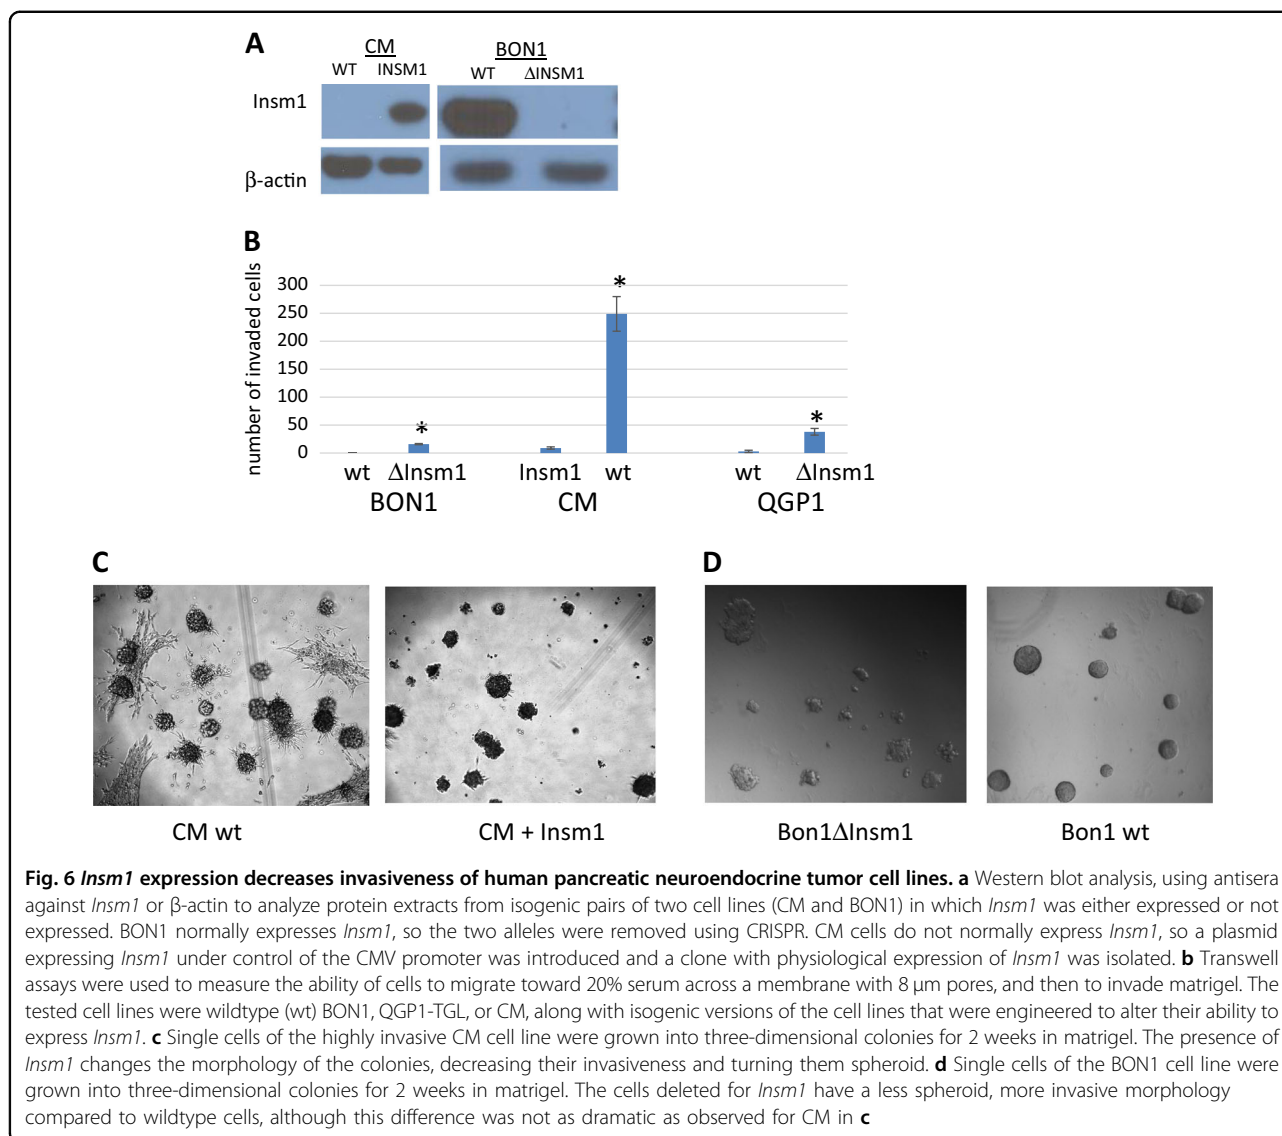 A
CM
BON1
WT INSM1
WT ΔINSM1
Insm1
β-actin
B
number of invaded cells
300
250
200
150
100
50
0
*
*
*
wt ΔInsm1 Insm1 wt wt ΔInsm1
BON1 CM QGP1
C
D
CM wt CM + Insm1 Bon1ΔInsm1 Bon1 wt
Fig. 6 Insm1 expression decreases invasiveness of human pancreatic neuroendocrine tumor cell lines. a Western blot analysis, using antisera
against Insm1 or β-actin to analyze protein extracts from isogenic pairs of two cell lines (CM and BON1) in which Insm1 was either expressed or not
expressed. BON1 normally expresses Insm1, so the two alleles were removed using CRISPR. CM cells do not normally express Insm1, so a plasmid
expressing Insm1 under control of the CMV promoter was introduced and a clone with physiological expression of Insm1 was isolated. b Transwell
assays were used to measure the ability of cells to migrate toward 20% serum across a membrane with 8 μm pores, and then to invade matrigel. The
tested cell lines were wildtype (wt) BON1, QGP1-TGL, or CM, along with isogenic versions of the cell lines that were engineered to alter their ability to
express Insm1. c Single cells of the highly invasive CM cell line were grown into three-dimensional colonies for 2 weeks in matrigel. The presence of
Insm1 changes the morphology of the colonies, decreasing their invasiveness and turning them spheroid. d Single cells of the BON1 cell line were
grown into three-dimensional colonies for 2 weeks in matrigel. The cells deleted for Insm1 have a less spheroid, more invasive morphology
compared to wildtype cells, although this difference was not as dramatic as observed for CM in c